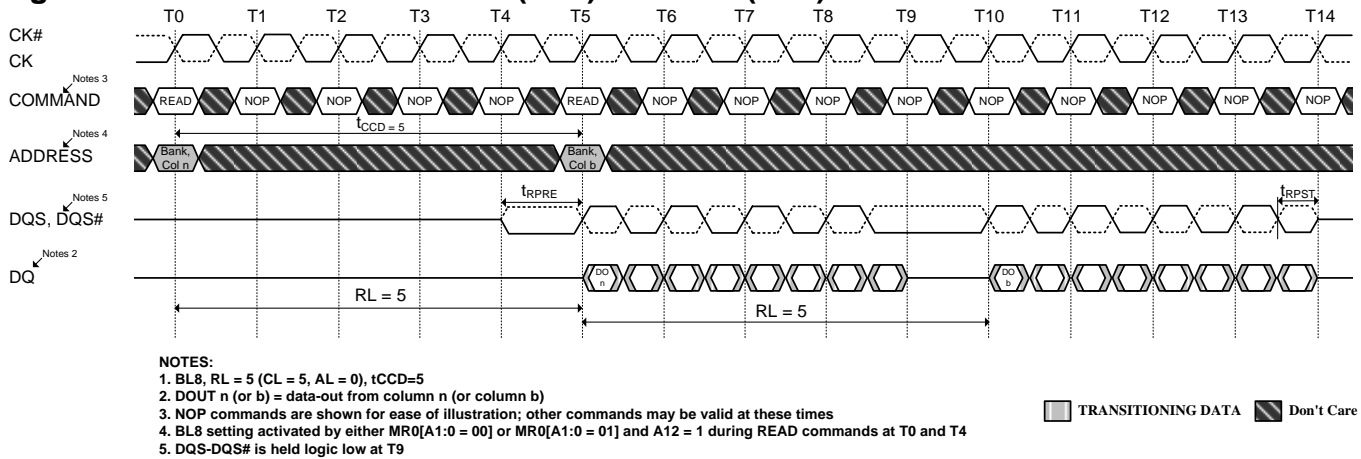 T0 T1 T2 T3 T4 T5 T6 T7 T8 T9 T10 T11 T12 T13 T14
CK#
CK
Notes 3
COMMAND READ NOP NOP NOP NOP READ NOP NOP NOP NOP NOP NOP NOP NOP NOP
tCCD = 5
Notes 4
ADDRESS Bank, Col n Bank, Col b
tRPRE tRPST
Notes 5
DQS, DQS#
Notes 2
DQ DO n DO b
RL = 5
RL = 5
NOTES:
1. BL8, RL = 5 (CL = 5, AL = 0), tCCD=5
2. DOUT n (or b) = data-out from column n (or column b)
3. NOP commands are shown for ease of illustration; other commands may be valid at these times
4. BL8 setting activated by either MR0[A1:0 = 00] or MR0[A1:0 = 01] and A12 = 1 during READ commands at T0 and T4
5. DQS-DQS# is held logic low at T9
TRANSITIONING DATA Don't Care